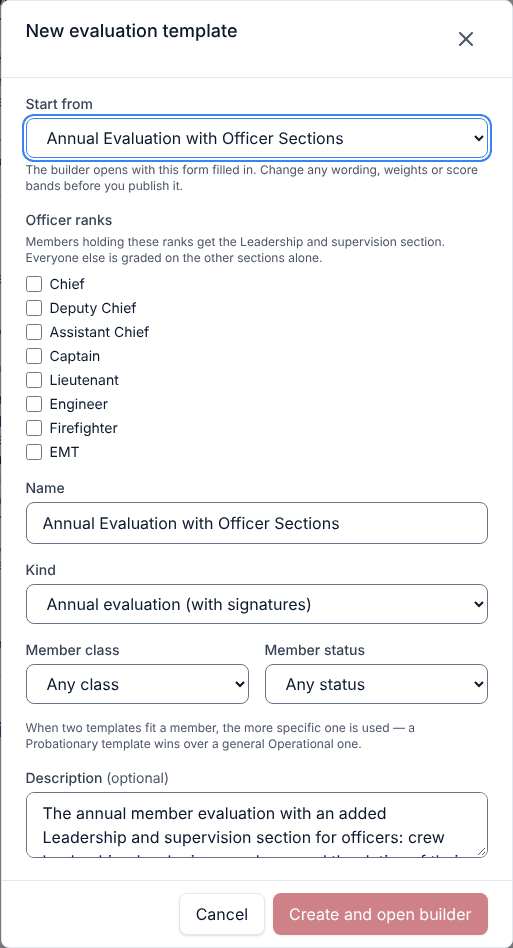 New evaluation template
Start from
Annual Evaluation with Officer Sections
The builder opens with this form filled in. Change any wording, weights or score
bands before you publish it.
Officer ranks
Members holding these ranks get the Leadership and supervision section.
Everyone else is graded on the other sections alone.
Chief
Deputy Chief
Assistant Chief
Captain
Lieutenant
Engineer
Firefighter
EMT
Name
Annual Evaluation with Officer Sections
Kind
Annual evaluation (with signatures)
Member class
Member status
Any class
Any status
When two templates fit a member, the more specific one is used — a
Probationary template wins over a general Operational one.
Description (optional)
The annual member evaluation with an added
Leadership and supervision section for officers: crew
Cancel
Create and open builder